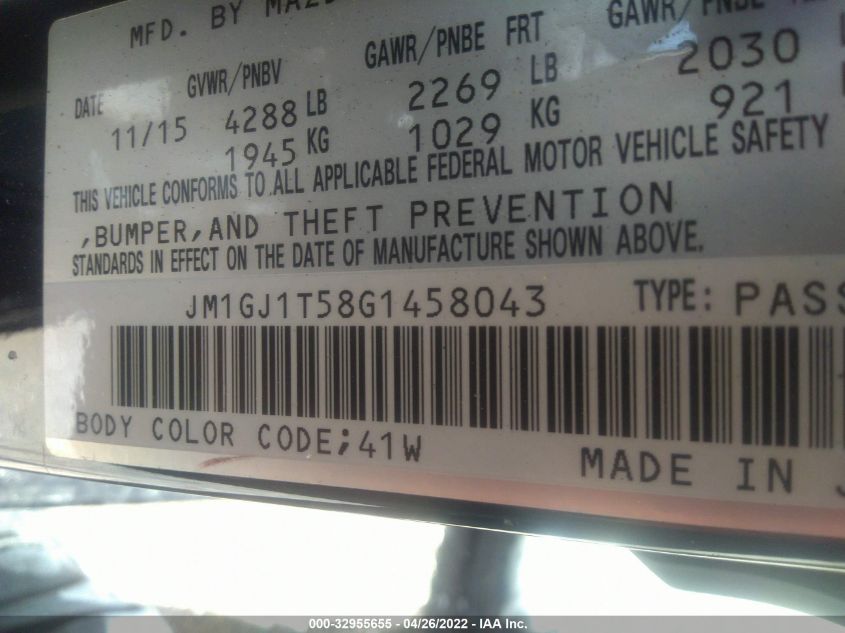 MFD. BY MAZD
DATE GVWR/PNBV GAWR/PNBE FRT GAWR/PNBE
11/15 4288 LB 2269 LB 2030
1945 KG 1029 KG 921
THIS VEHICLE CONFORMS TO ALL APPLICABLE FEDERAL MOTOR VEHICLE SAFETY
,BUMPER,AND THEFT PREVENTION
STANDARDS IN EFFECT ON THE DATE OF MANUFACTURE SHOWN ABOVE.
JM1GJ1T58G1458043 TYPE: PASS
BODY COLOR CODE;41W
MADE IN J
000-32955655 - 04/26/2022 - IAA Inc.